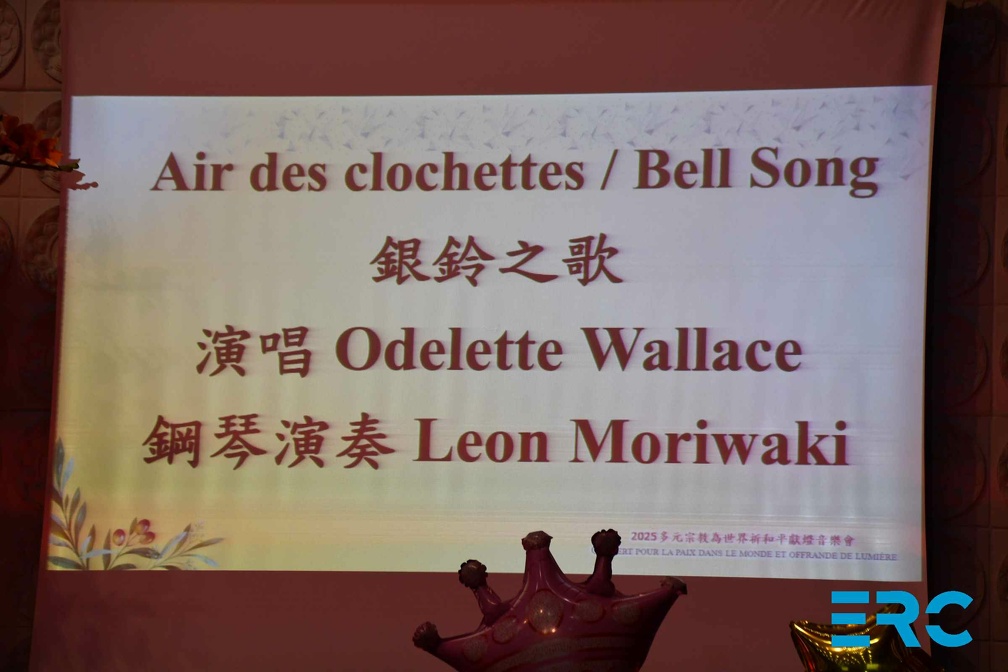 Air des clochettes / Bell Song
銀鈴之歌
演唱 Odelette Wallace
鋼琴演奏 Leon Moriwaki
2025多元宗教為世界祈和平獻燈音樂會
POUR LA PAIX DANS LE MONDE ET OFFRANDE DE LUMIÈRE
ERC